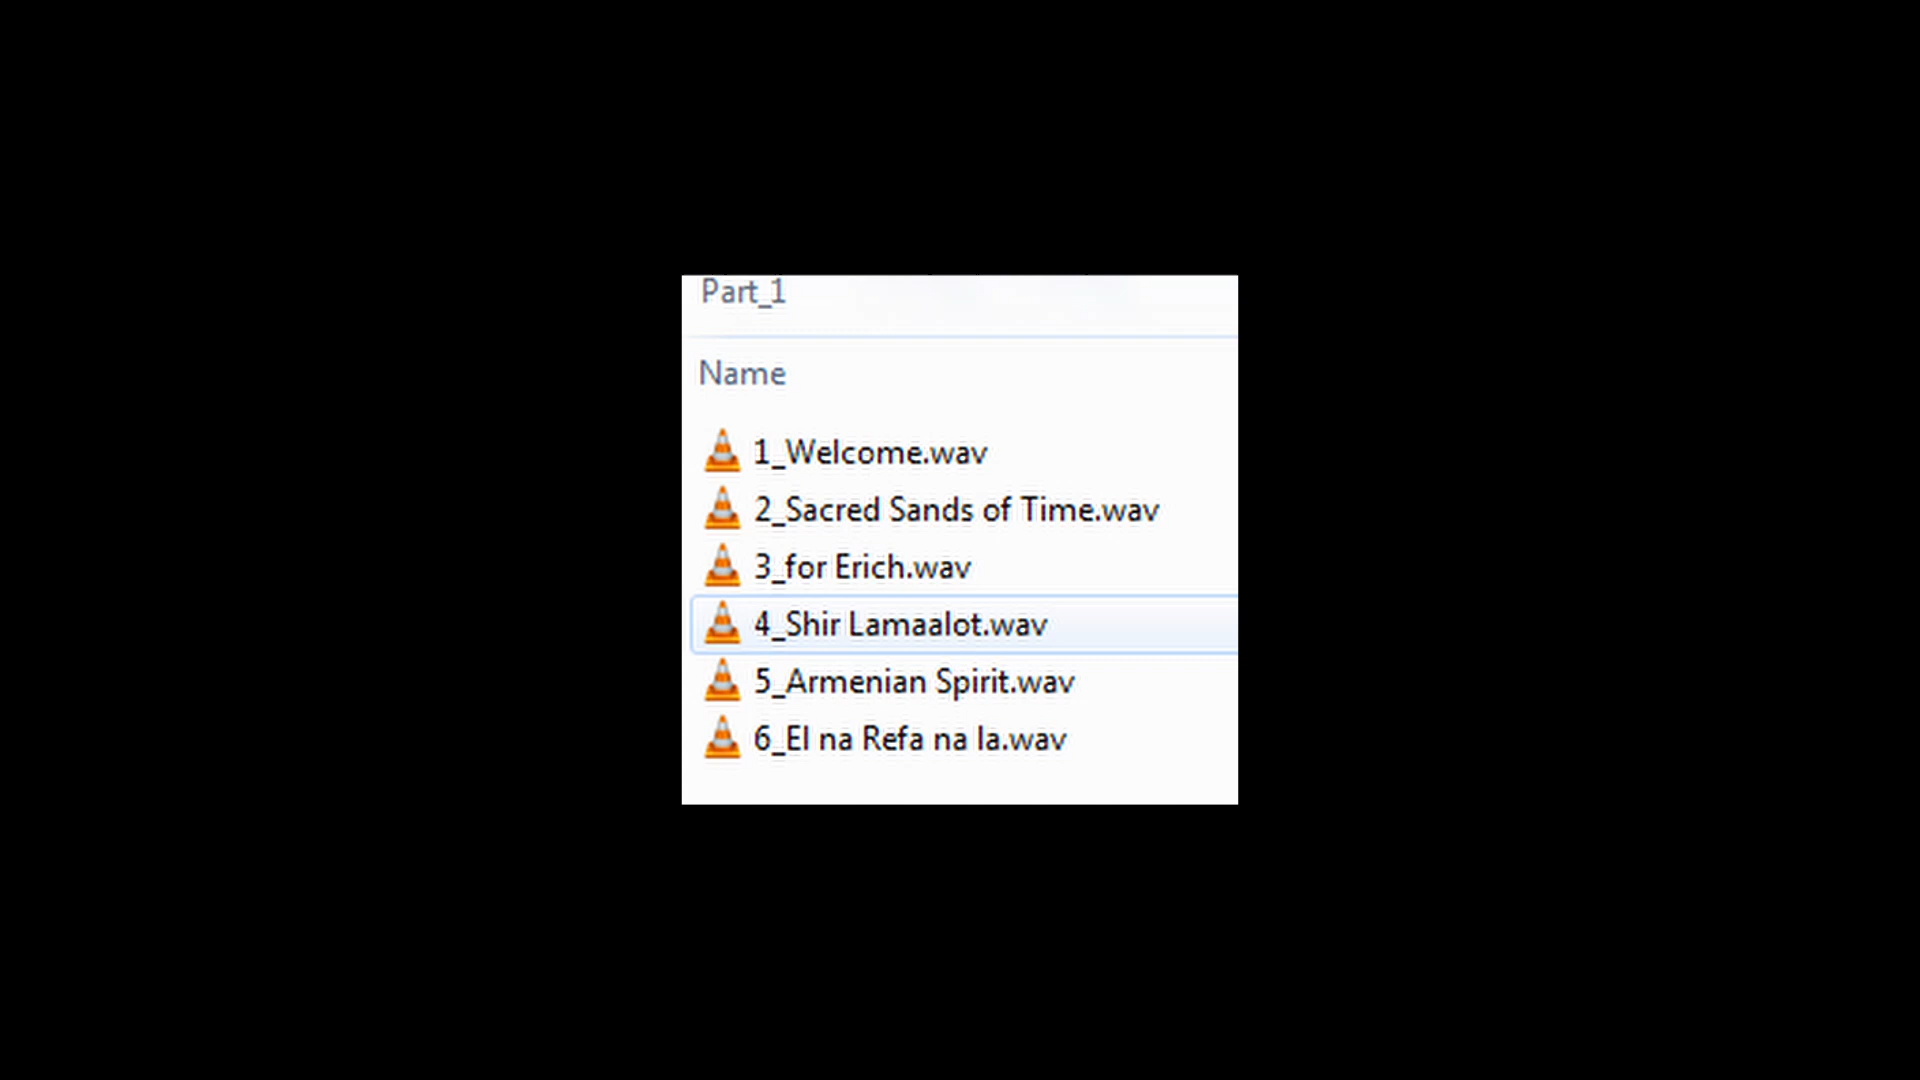 Part_1
Name
1_Welcome.wav
2_Sacred Sands of Time.wav
3_for Erich.wav
4_Shir Lamaalot.wav
5_Armenian Spirit.wav
6_El na Refa na la.wav